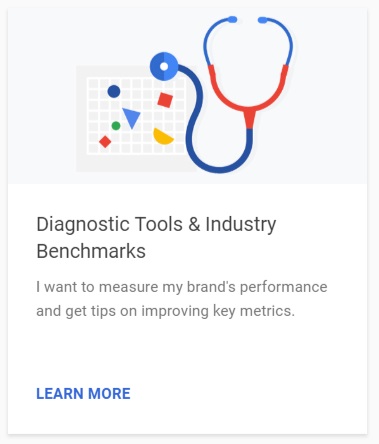 Diagnostic Tools & Industry
Benchmarks
I want to measure my brand's performance
and get tips on improving key metrics.
LEARN MORE